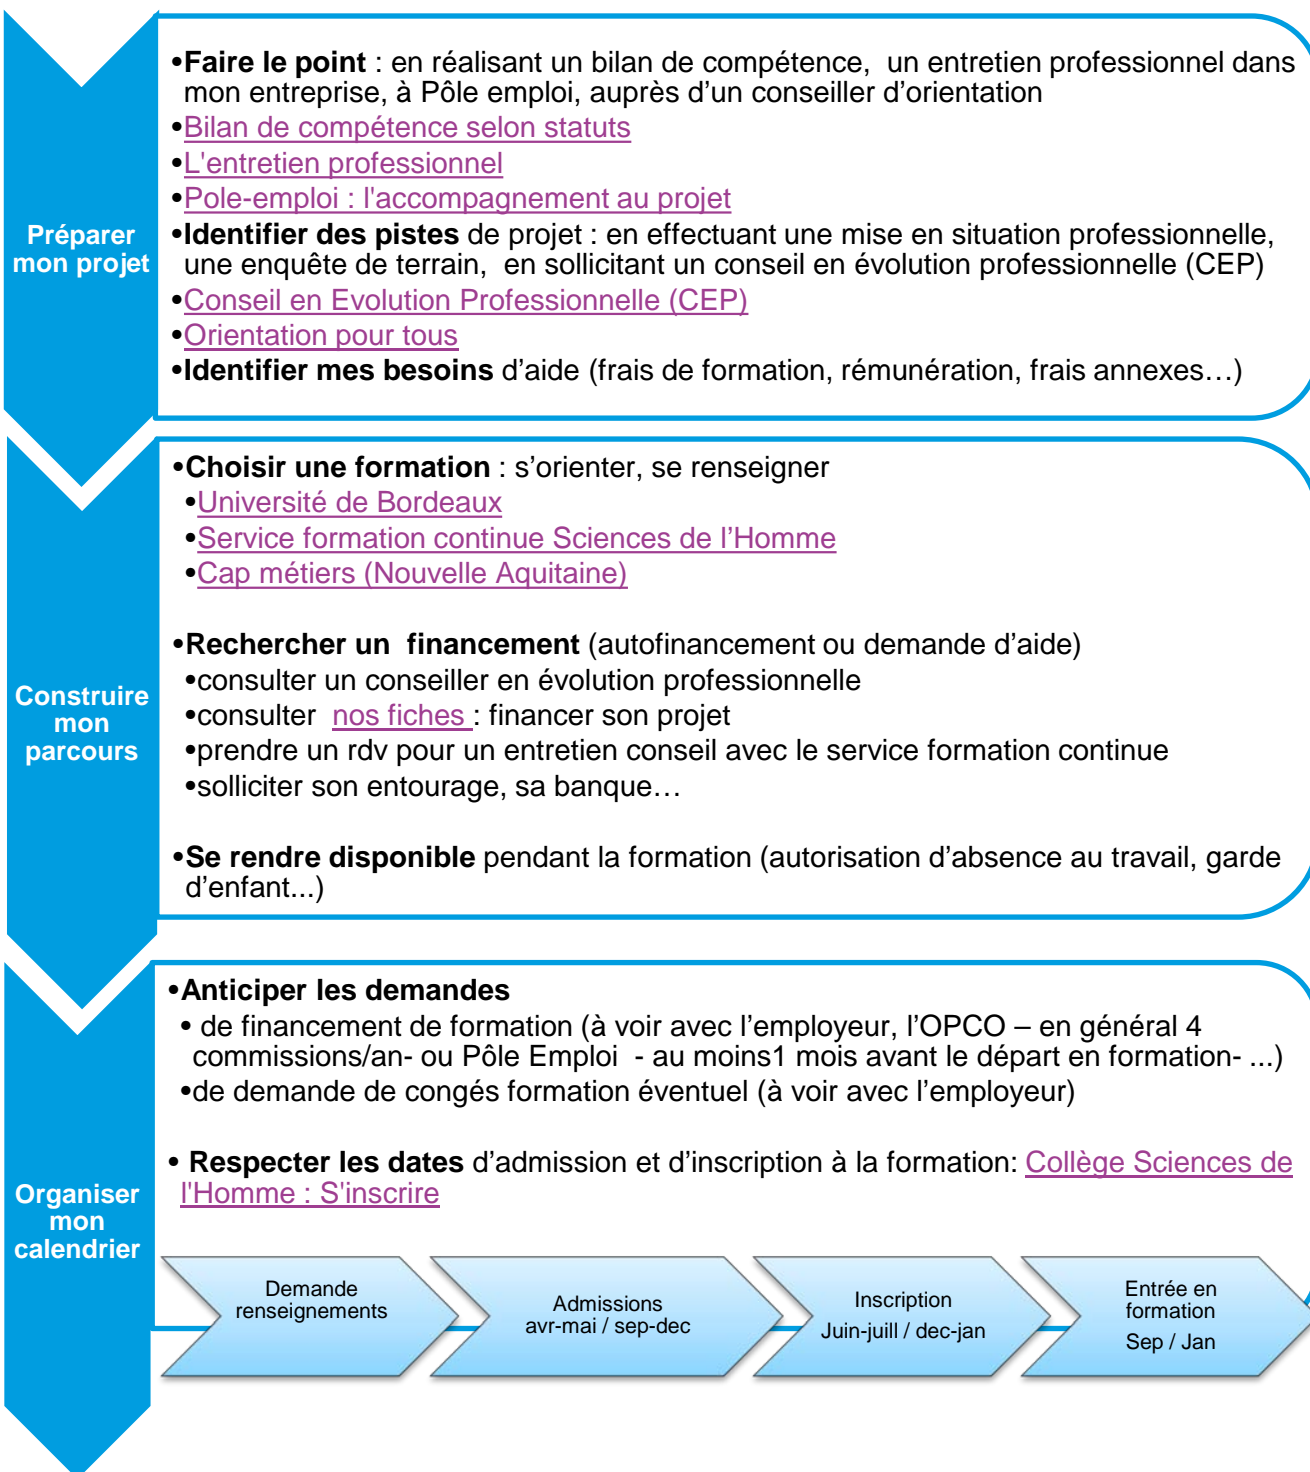 Préparer
mon projet
•Faire le point : en réalisant un bilan de compétence,  un entretien professionnel dans
mon entreprise, à Pôle emploi, auprès d’un conseiller d’orientation
•Bilan de compétence selon statuts
•L'entretien professionnel
•Pole-emploi : l'accompagnement au projet
•Identifier des pistes de projet : en effectuant une mise en situation professionnelle,
une enquête de terrain,  en sollicitant un conseil en évolution professionnelle (CEP)
•Conseil en Evolution Professionnelle (CEP)
•Orientation pour tous
•Identifier mes besoins d’aide (frais de formation, rémunération, frais annexes…)
Construire
mon
parcours
•Choisir une formation : s’orienter, se renseigner
•Université de Bordeaux
•Service formation continue Sciences de l’Homme
•Cap métiers (Nouvelle Aquitaine)
•Rechercher un  financement (autofinancement ou demande d’aide)
•consulter un conseiller en évolution professionnelle
•consulter  nos fiches : financer son projet
•prendre un rdv pour un entretien conseil avec le service formation continue
•solliciter son entourage, sa banque…
•Se rendre disponible pendant la formation (autorisation d’absence au travail, garde
d’enfant...)
Organiser
mon
calendrier
•Anticiper les demandes
• de financement de formation (à voir avec l’employeur, l’OPCO – en général 4
commissions/an- ou Pôle Emploi  - au moins1 mois avant le départ en formation- ...)
•de demande de congés formation éventuel (à voir avec l’employeur)
• Respecter les dates d’admission et d’inscription à la formation: Collège Sciences de
l'Homme : S'inscrire
Demande
renseignements
Admissions
avr-mai / sep-dec
Inscription
Juin-juill / dec-jan
Entrée en
formation
Sep / Jan